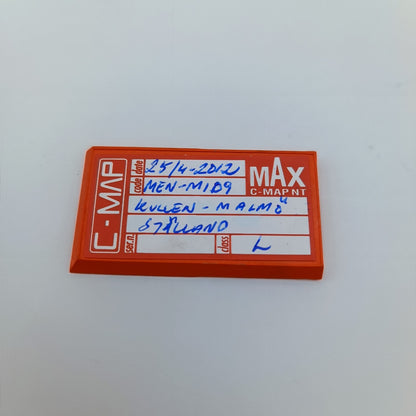 C-MAP
date 25/4-2012
code MEN-M109
KULLEN - MALMÖ
SJÄLLAND
ser.n. class L
MAX
C-MAP NT